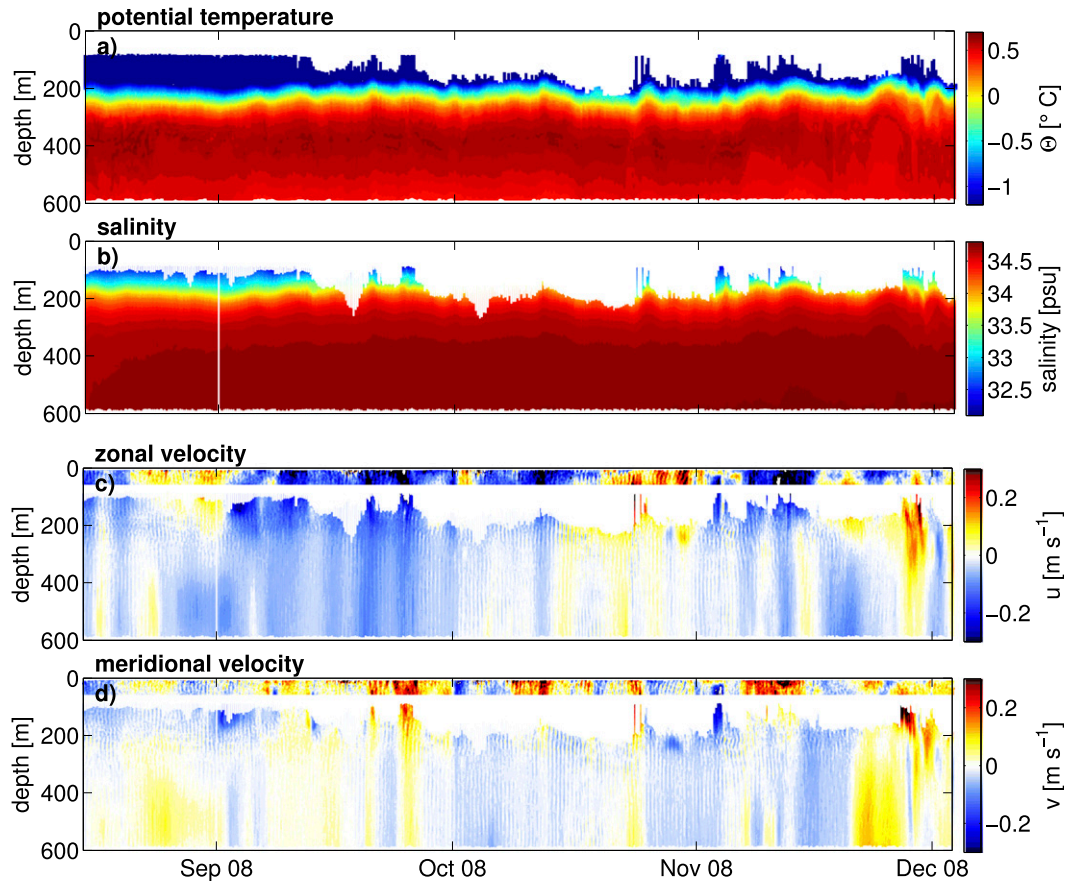 potential temperature
a)
0
200
400
600
depth [m]
0.5
0
−0.5
−1
Θ [° C]
salinity
b)
0
200
400
600
depth [m]
34.5
34
33.5
33
32.5
salinity [psu]
zonal velocity
c)
0
200
400
600
depth [m]
0.2
0
−0.2
u [m s⁻¹]
meridional velocity
d)
0
200
400
600
depth [m]
0.2
0
−0.2
v [m s⁻¹]
Sep 08
Oct 08
Nov 08
Dec 08